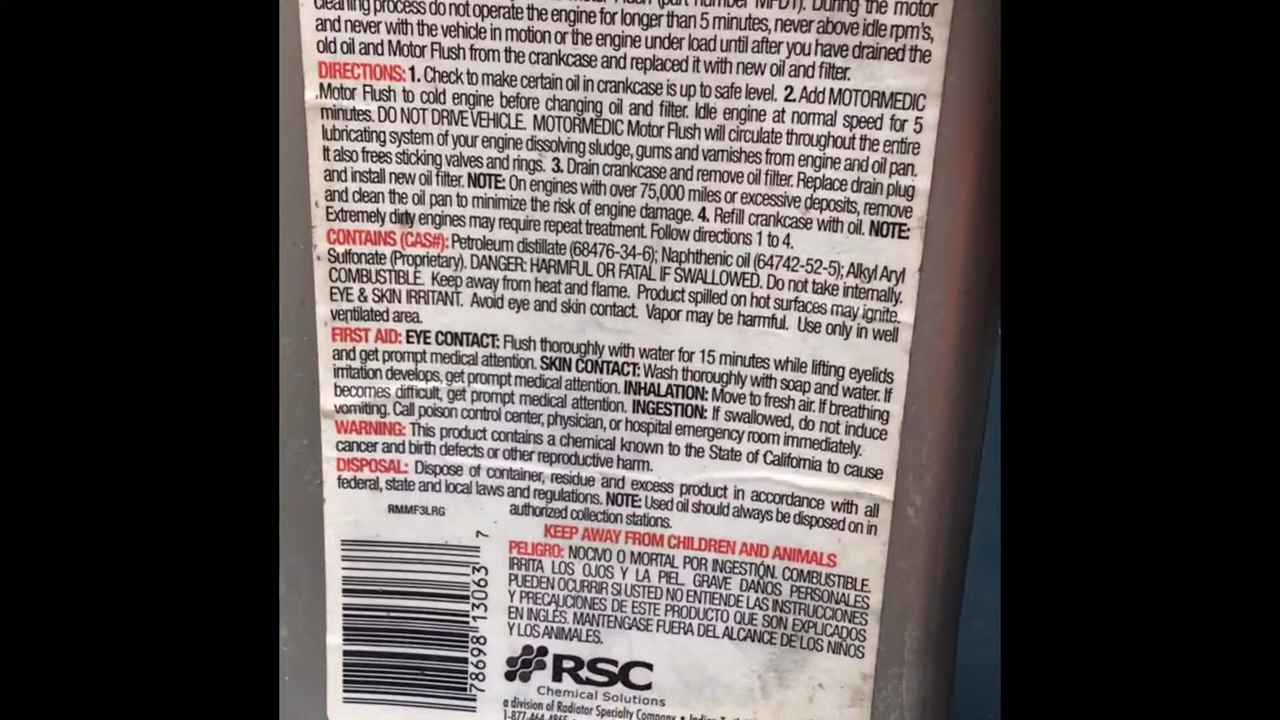 cleaning process do not operate the engine for longer than 5 minutes, never above idle rpm's,
and never with the vehicle in motion or the engine under load until after you have drained the
old oil and Motor Flush from the crankcase and replaced it with new oil and filter.
DIRECTIONS: 1. Check to make certain oil in crankcase is up to safe level. 2. Add MOTORMEDIC
Motor Flush to cold engine before changing oil and filter. Idle engine at normal speed for 5
minutes. DO NOT DRIVE VEHICLE. MOTORMEDIC Motor Flush will circulate throughout the entire
lubricating system of your engine dissolving sludge, gums and varnishes from engine and oil pan.
It also frees sticking valves and rings. 3. Drain crankcase and remove oil filter. Replace drain plug
and install new oil filter. NOTE: On engines with over 75,000 miles or excessive deposits, remove
and clean the oil pan to minimize the risk of engine damage. 4. Refill crankcase with oil. NOTE:
Extremely dirty engines may require repeat treatment. Follow directions 1 to 4.
CONTAINS (CAS#): Petroleum distillate (68476-34-6); Naphthenic oil (64742-52-5); Alkyl Aryl
Sulfonate (Proprietary). DANGER: HARMFUL OR FATAL IF SWALLOWED. Do not take internally.
COMBUSTIBLE. Keep away from heat and flame. Product spilled on hot surfaces may ignite.
EYE & SKIN IRRITANT. Avoid eye and skin contact. Vapor may be harmful. Use only in well
ventilated area.
FIRST AID: EYE CONTACT: Flush thoroughly with water for 15 minutes while lifting eyelids
and get prompt medical attention. SKIN CONTACT: Wash thoroughly with soap and water. If
irritation develops, get prompt medical attention. INHALATION: Move to fresh air. If breathing
becomes difficult, get prompt medical attention. INGESTION: If swallowed, do not induce
vomiting. Call poison control center, physician, or hospital emergency room immediately.
WARNING: This product contains a chemical known to the State of California to cause
cancer and birth defects or other reproductive harm.
DISPOSAL: Dispose of container, residue and excess product in accordance with all
federal, state and local laws and regulations. NOTE: Used oil should always be disposed on in
authorized collection stations.
RMMF3LRG
KEEP AWAY FROM CHILDREN AND ANIMALS
PELIGRO: NOCIVO O MORTAL POR INGESTIÓN. COMBUSTIBLE.
IRRITA LOS OJOS Y LA PIEL. GRAVE DAÑOS PERSONALES
PUEDEN OCURRIR SI USTED NO ENTIENDE LAS INSTRUCCIONES
Y PRECAUCIONES DE ESTE PRODUCTO QUE SON EXPLICADOS
EN INGLÉS. MANTENGASE FUERA DEL ALCANCE DE LOS NIÑOS
Y LOS ANIMALES.
78698 13063 7
RSC
Chemical Solutions
a division of Radiator Specialty Company •
1-877-464-4865